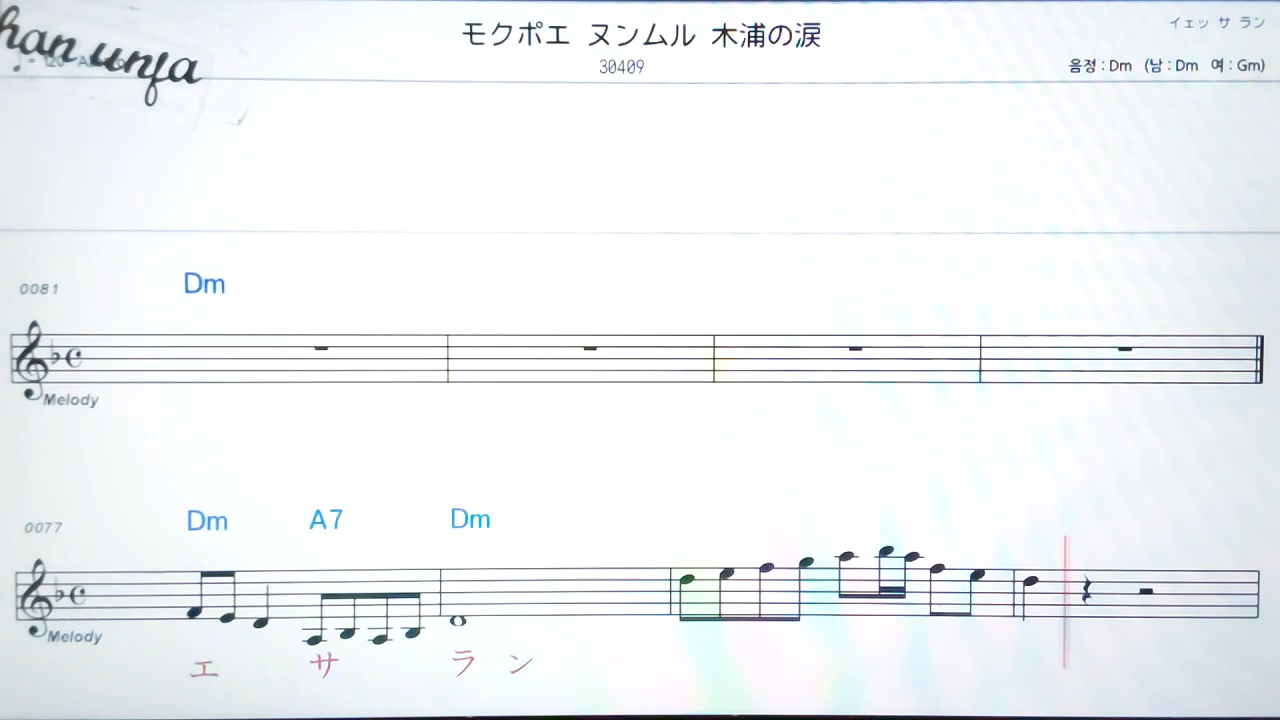 han unfa
モクポエ ヌンムル 木浦の涙
イェッ サ ラン
30409
음정 : Dm (남 : Dm 여 : Gm)
0081
Dm
Melody
0077
Dm A7 Dm
Melody
エ サ ラ ン